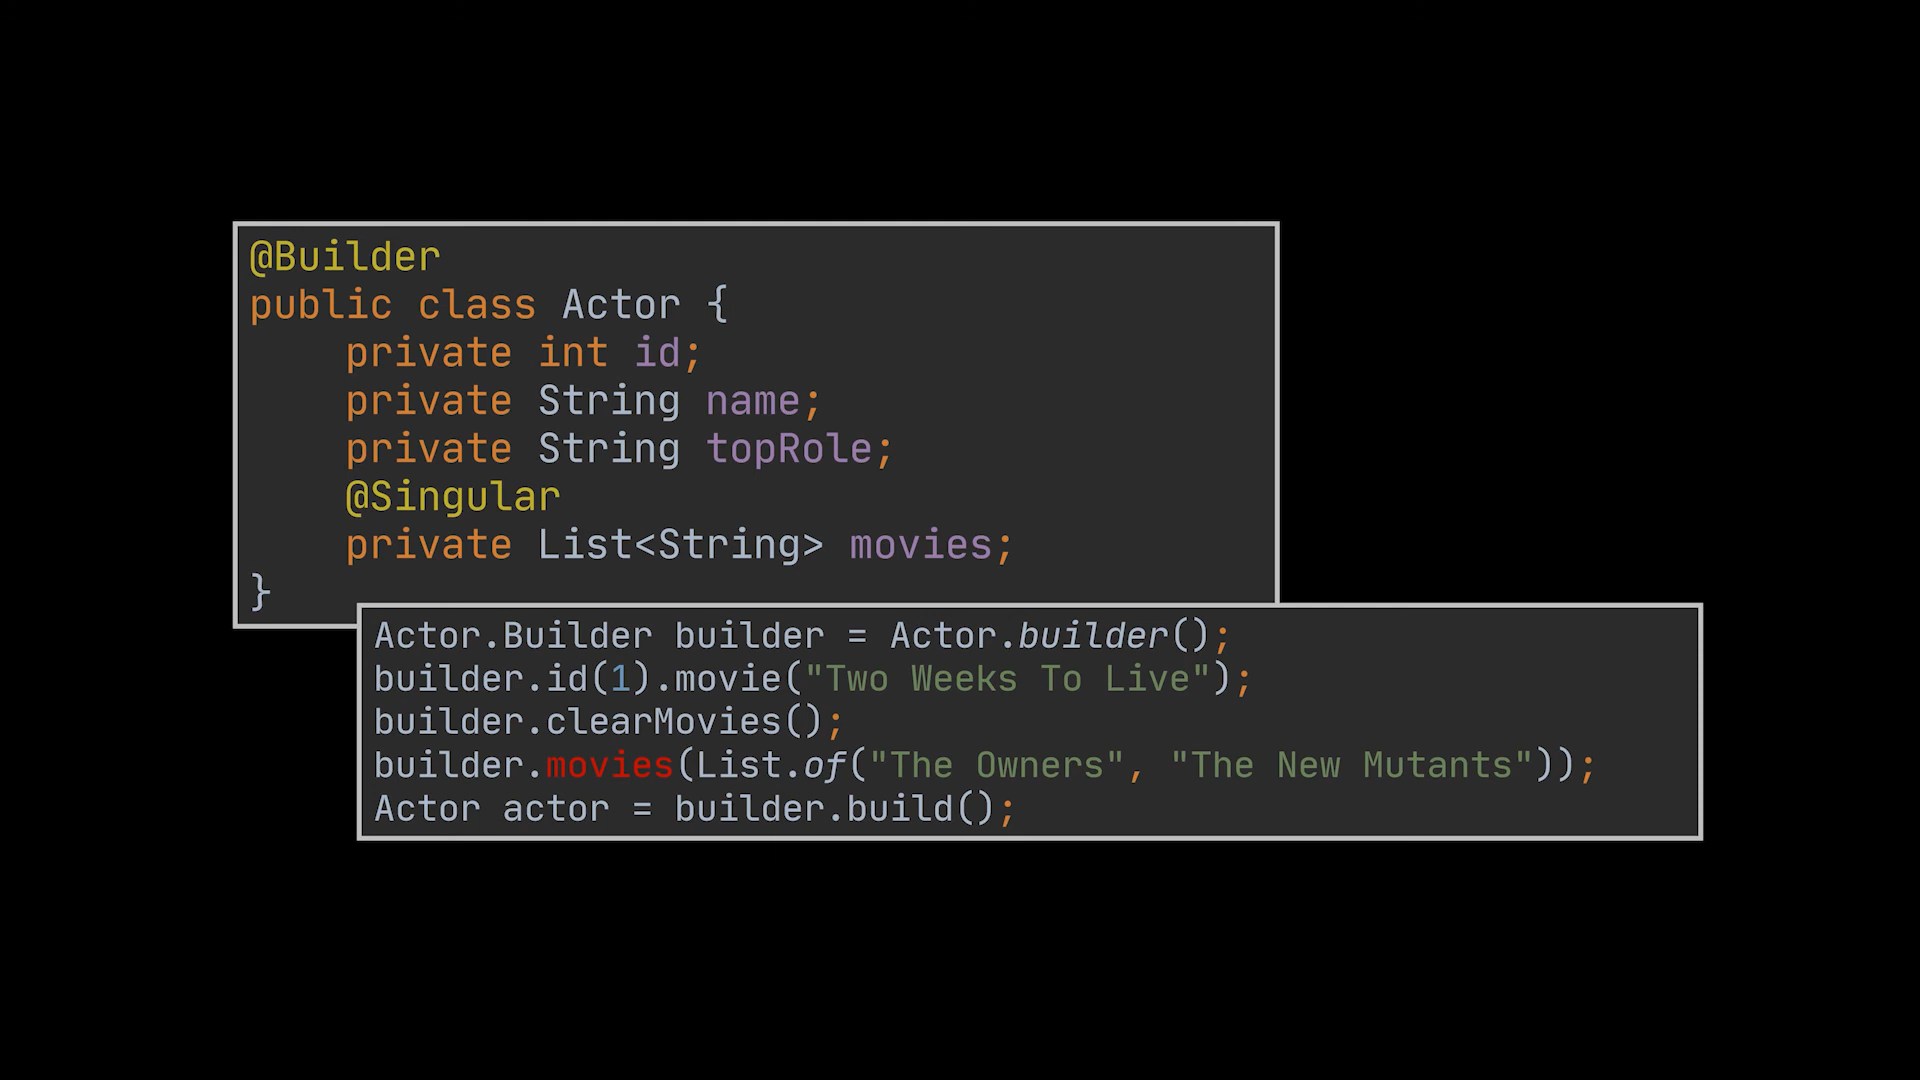 @Builder
public class Actor {
    private int id;
    private String name;
    private String topRole;
    @Singular
    private List<String> movies;
}
Actor.Builder builder = Actor.builder();
builder.id(1).movie("Two Weeks To Live");
builder.clearMovies();
builder.movies(List.of("The Owners", "The New Mutants"));
Actor actor = builder.build();